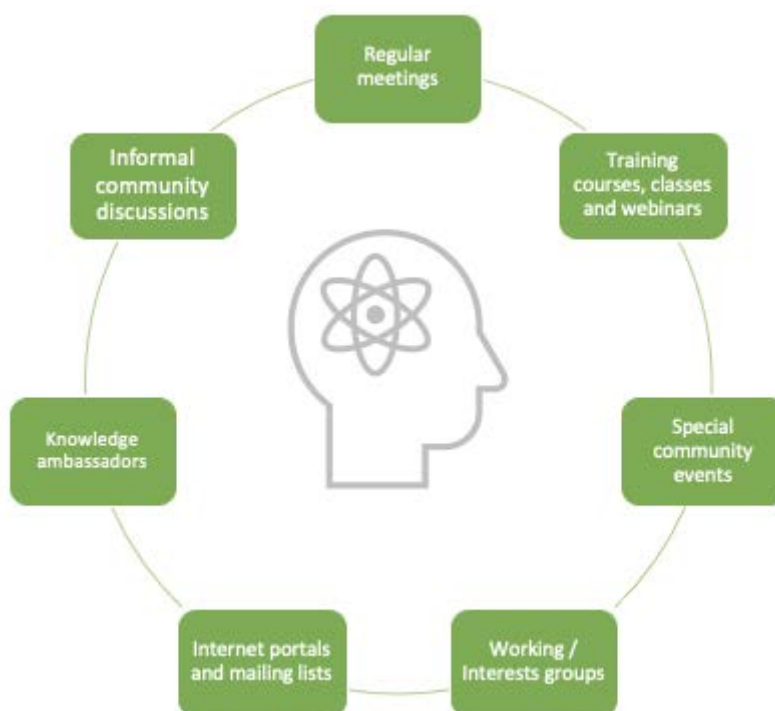 Regular
meetings
Training
courses, classes
and webinars
Special
community
events
Working /
Interests groups
Internet portals
and mailing lists
Knowledge
ambassadors
Informal
community
discussions